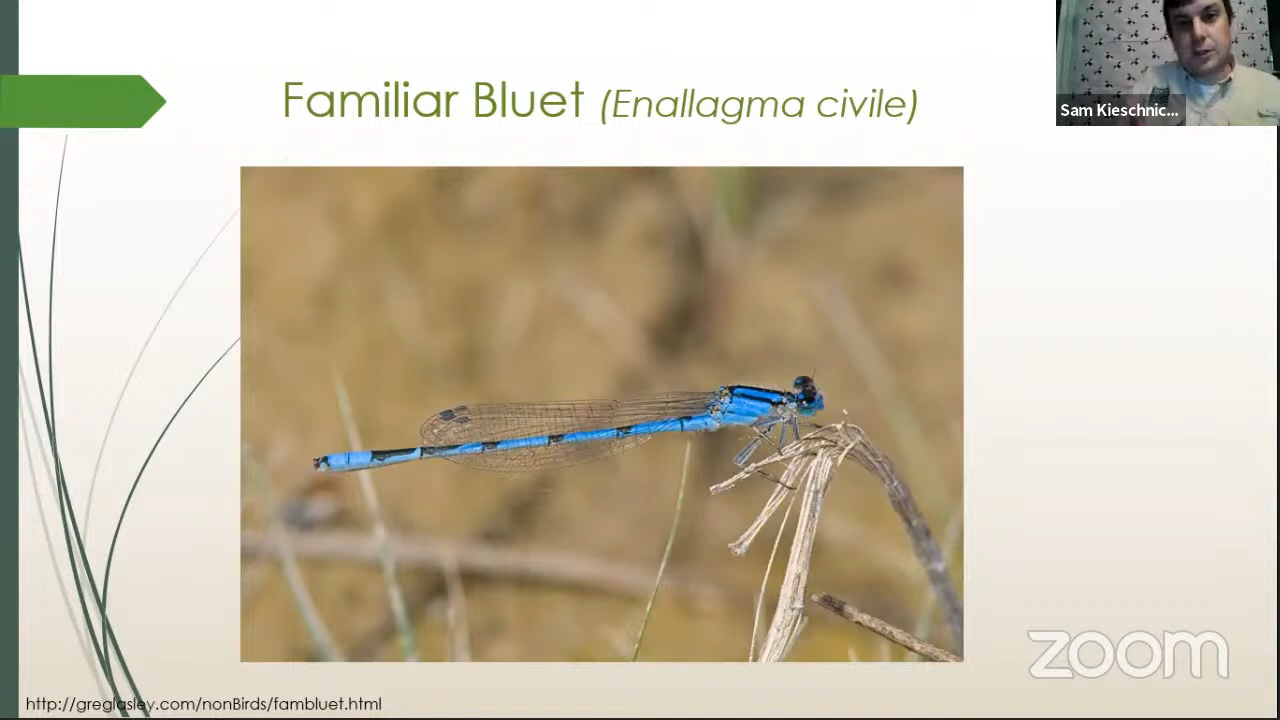 Familiar Bluet (Enallagma civile)
Sam Kieschnic...
zoom
http://greglasley.com/nonBirds/fambluet.html